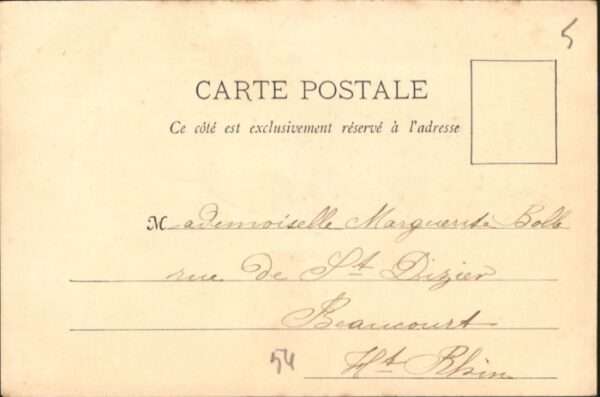 5
CARTE POSTALE
Ce côté est exclusivement réservé à l'adresse
Mademoiselle Marguerite Bolle
rue de St Dizier
Beaucourt
54
Ht Rhin